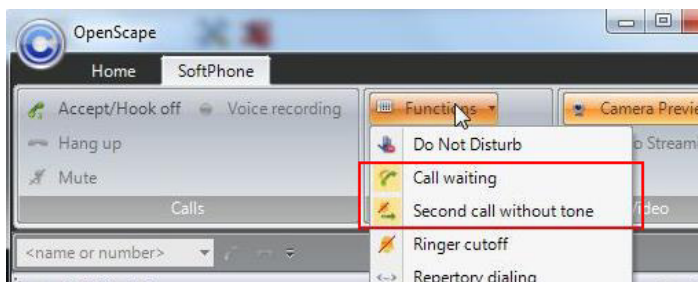 OpenScape
Home SoftPhone
Accept/Hook off Voice recording
Hang up
Mute
Calls
Functions
Camera
Do Not Disturb
Call waiting
Second call without tone
Ringer cutoff
Repertory dialing
<name or number>